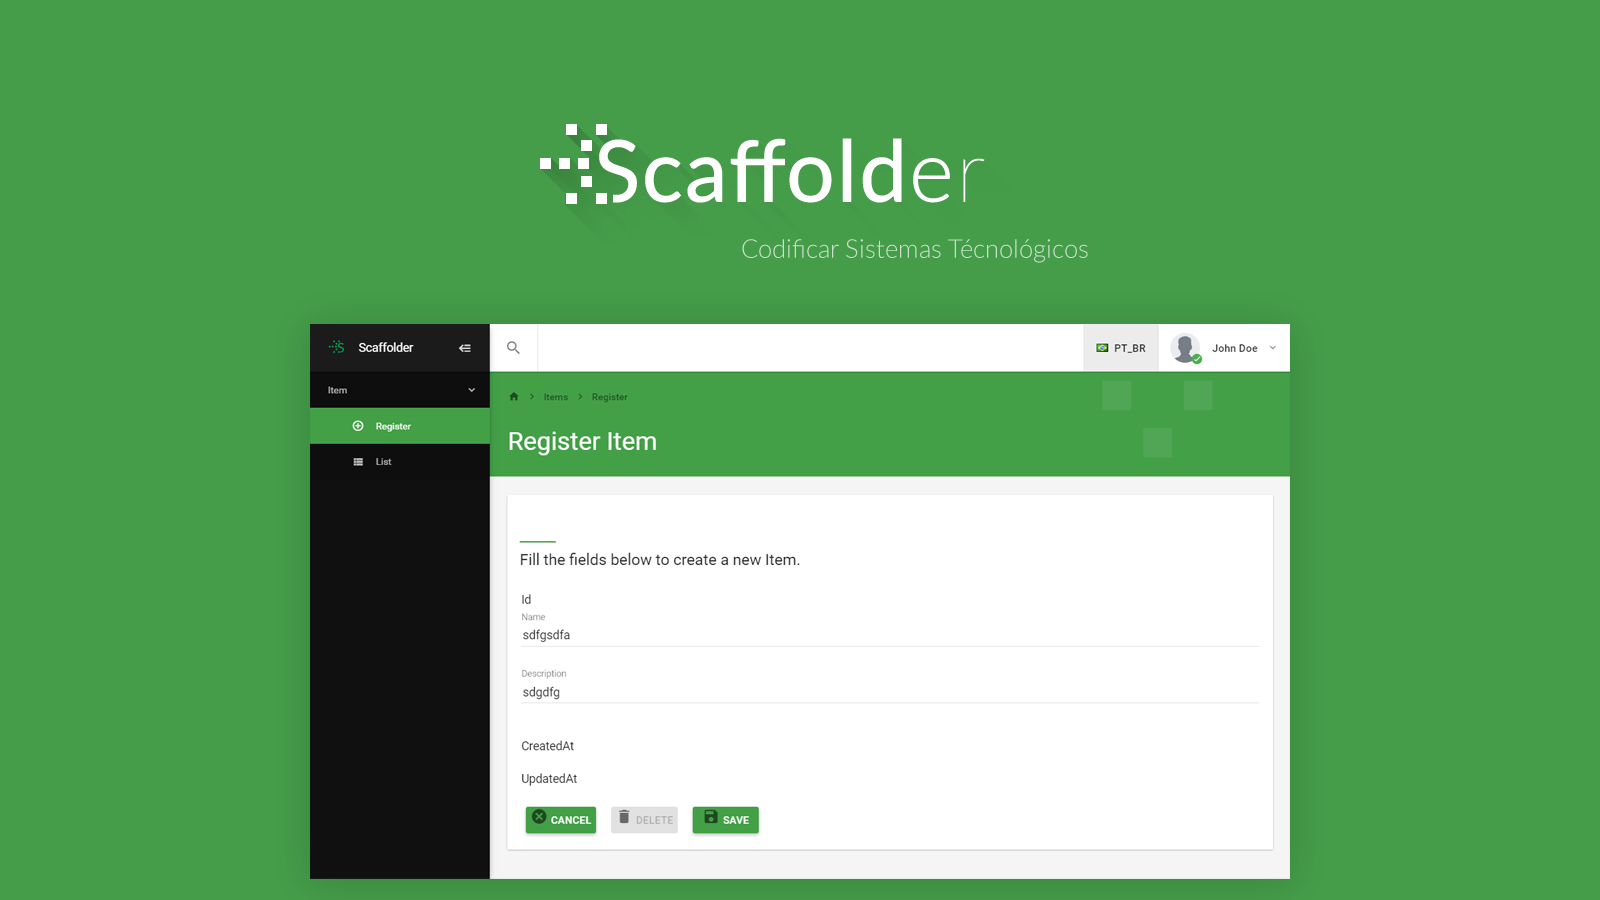 Scaffolder
Codificar Sistemas Técnológicos
Scaffolder
PT_BR
John Doe
Item
Register
List
Items
Register
Register Item
Fill the fields below to create a new Item.
Id
Name
sdfgsdfa
Description
sdgdfg
CreatedAt
UpdatedAt
CANCEL
DELETE
SAVE